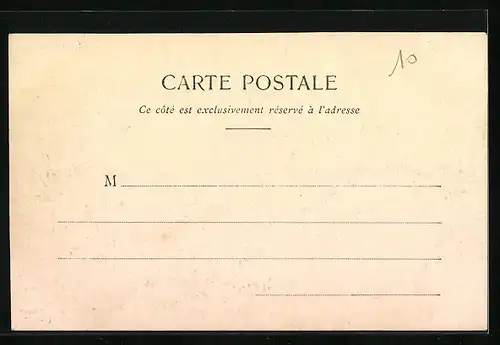 10
CARTE POSTALE
Ce côté est exclusivement réservé à l'adresse
M